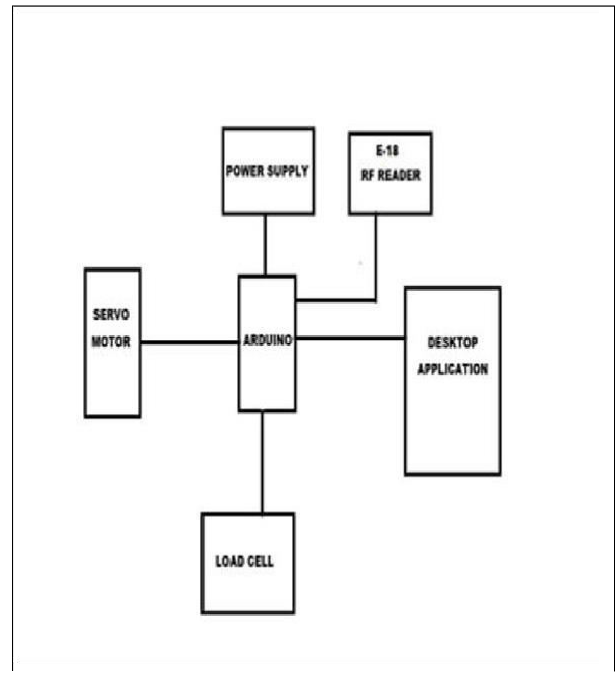 POWER SUPPLY
E-18
RF READER
SERVO
MOTOR
ARDUINO
DESKTOP
APPLICATION
LOAD CELL